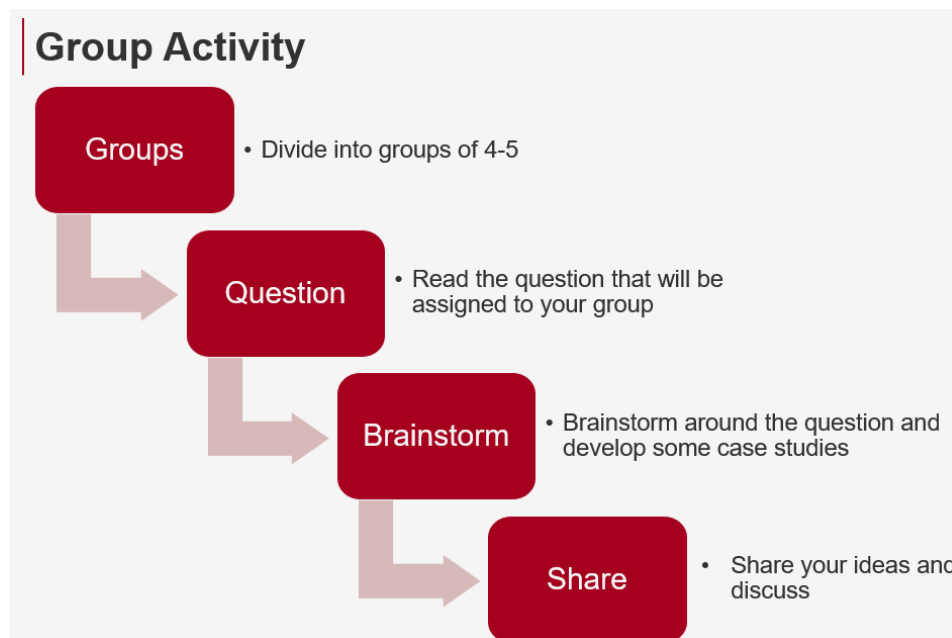 Group Activity
Groups
• Divide into groups of 4-5
Question
• Read the question that will be
assigned to your group
Brainstorm
• Brainstorm around the question and
develop some case studies
Share
• Share your ideas and
discuss